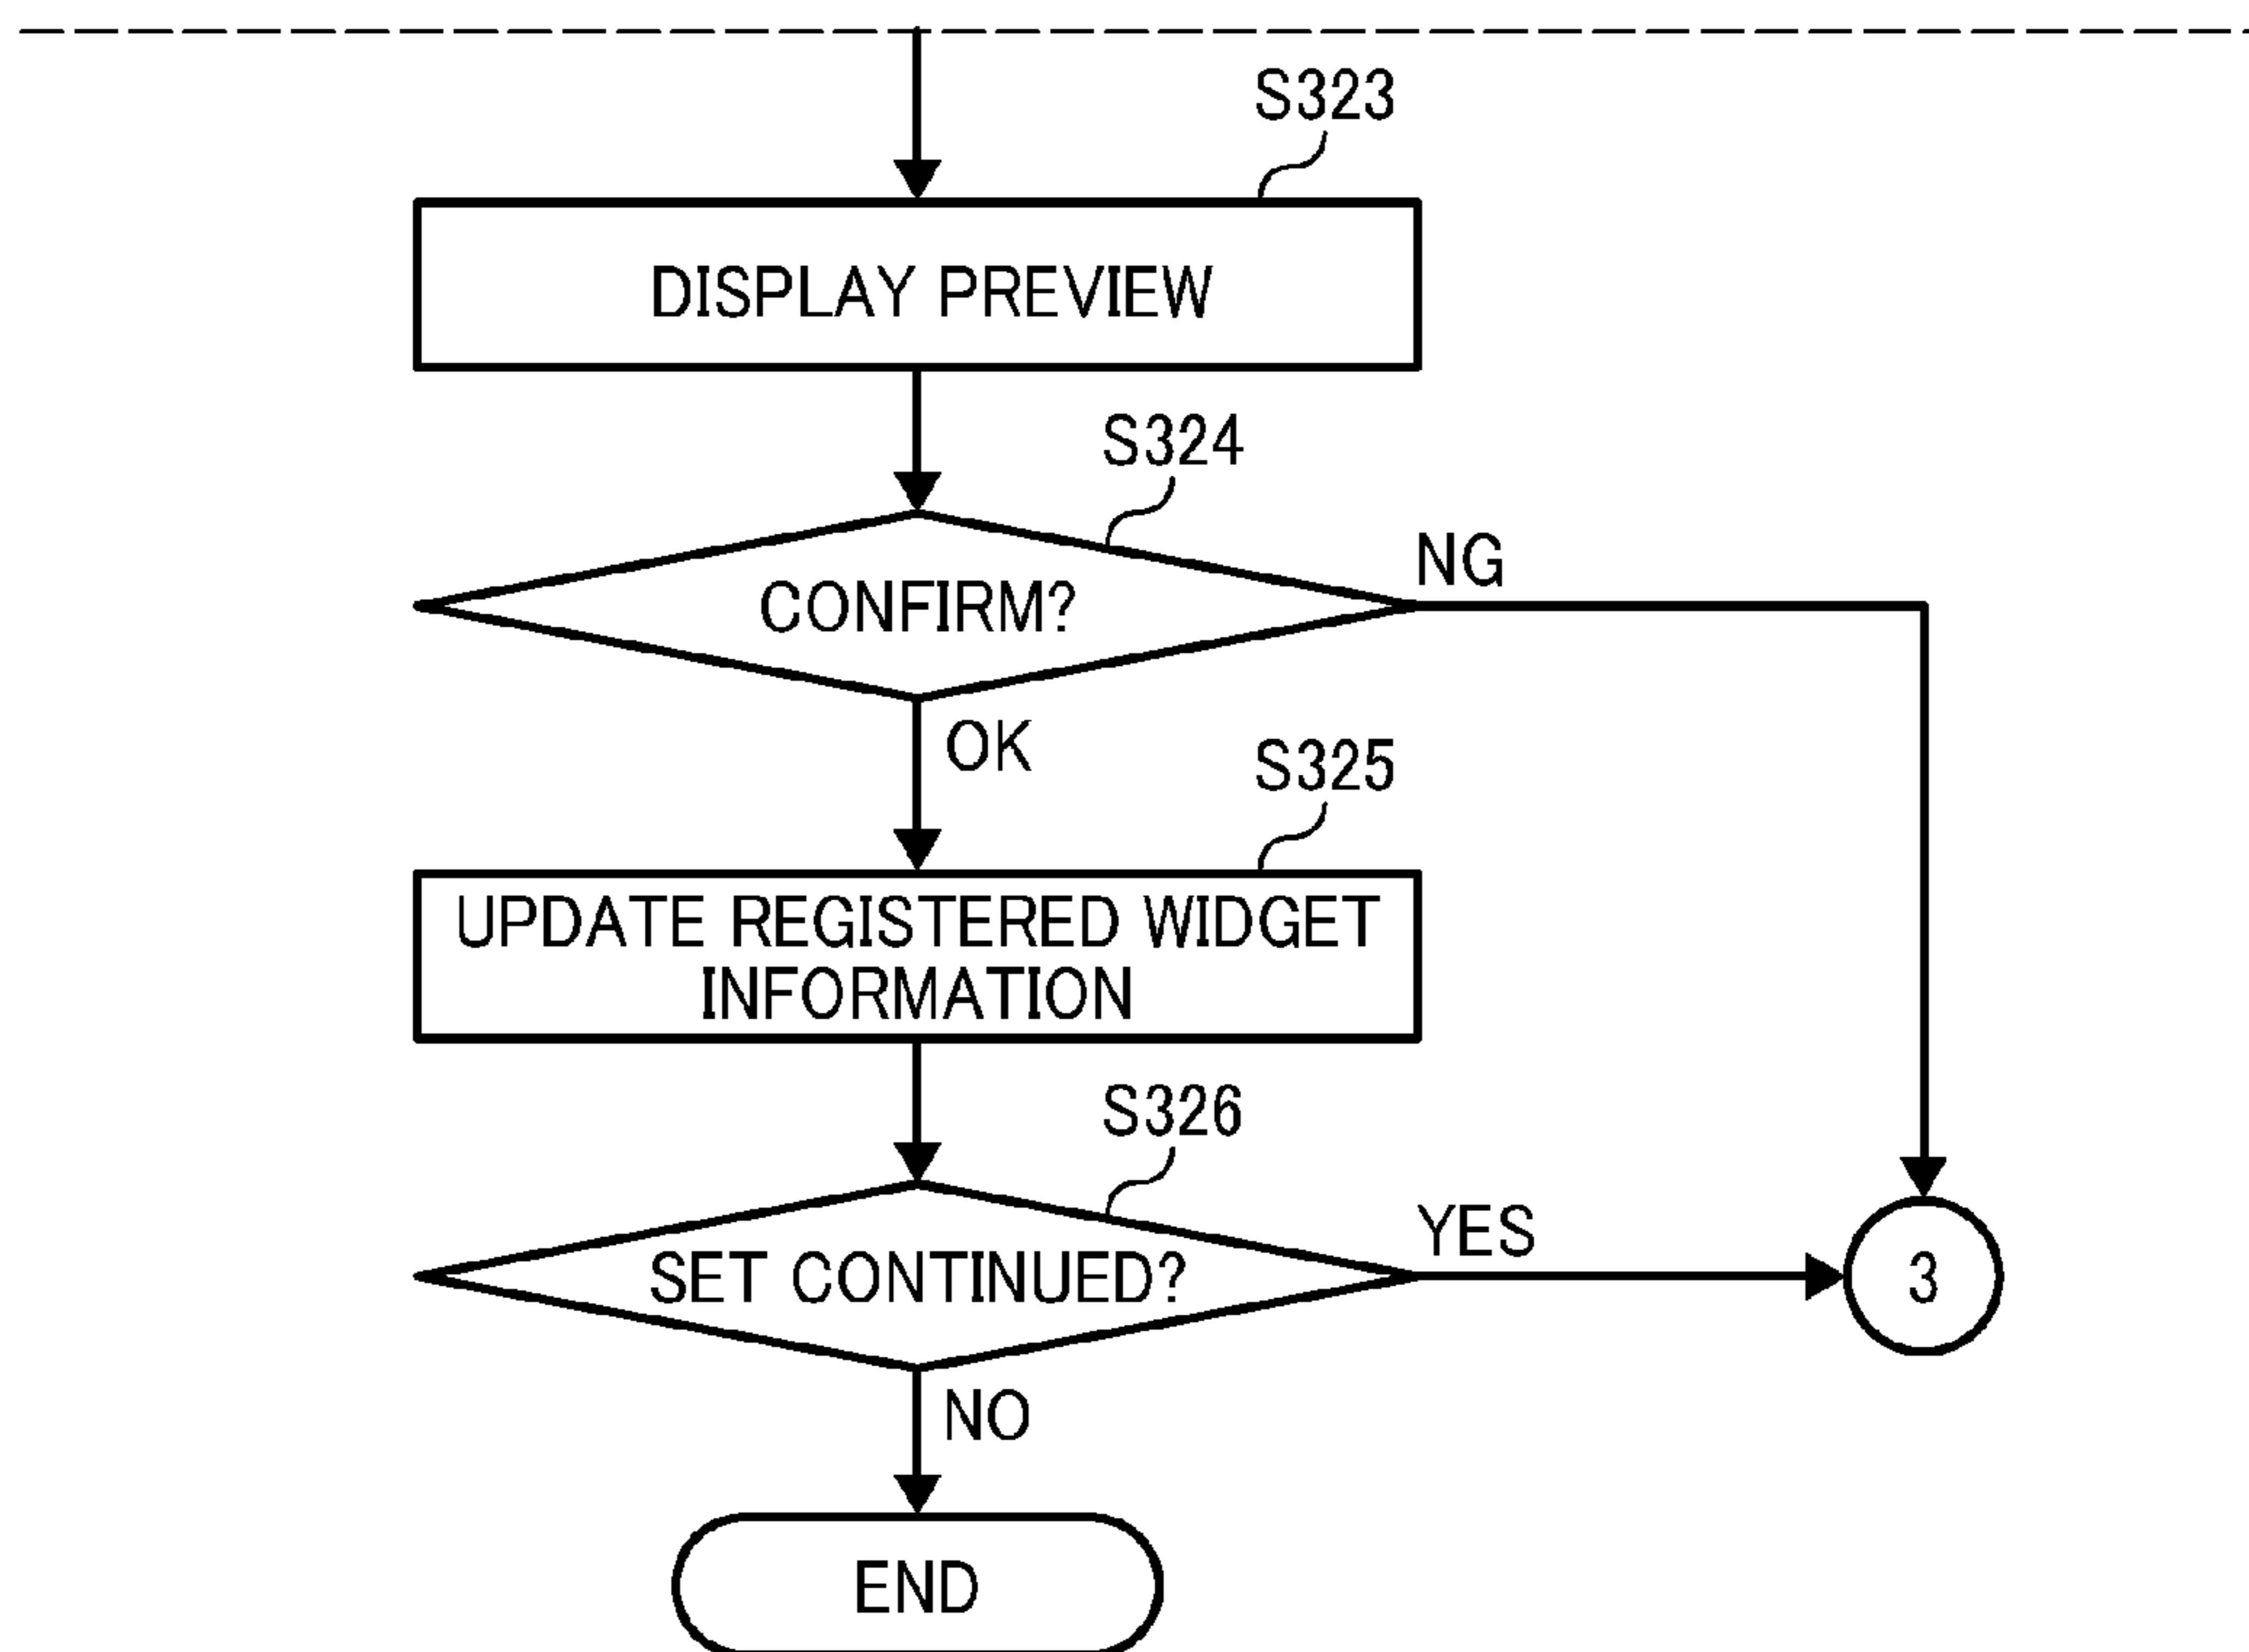 S323
DISPLAY PREVIEW
S324
CONFIRM?
NG
OK
S325
UPDATE REGISTERED WIDGET
INFORMATION
S326
SET CONTINUED?
YES
3
NO
END